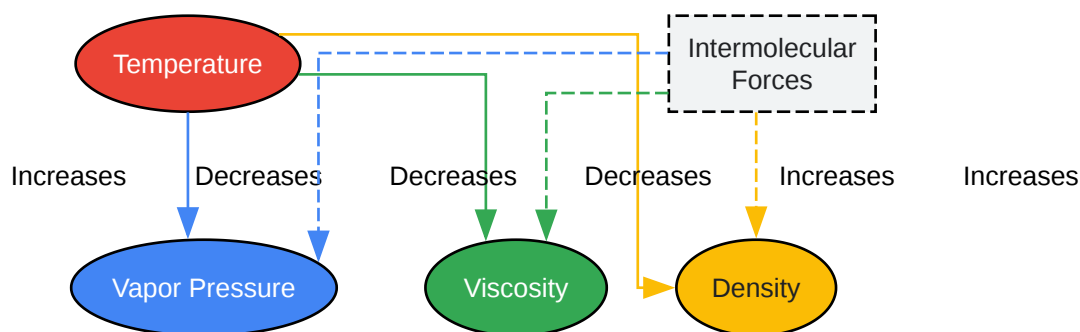 Temperature
Intermolecular
Forces
Increases
Decreases
Decreases
Decreases
Increases
Increases
Vapor Pressure
Viscosity
Density